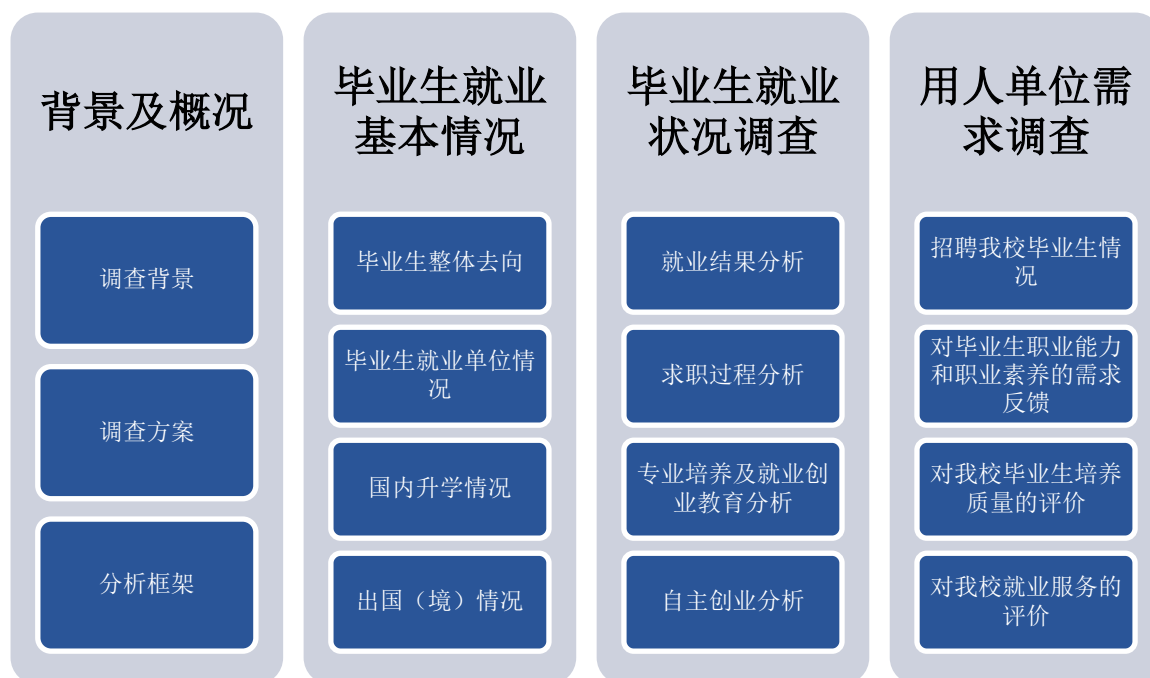 背景及概况
调查背景
调查方案
分析框架
毕业生就业
基本情况
毕业生整体去向
毕业生就业单位情
况
国内升学情况
出国（境）情况
毕业生就业
状况调查
就业结果分析
求职过程分析
专业培养及就业创
业教育分析
自主创业分析
用人单位需
求调查
招聘我校毕业生情
况
对毕业生职业能力
和职业素养的需求
反馈
对我校毕业生培养
质量的评价
对我校就业服务的
评价